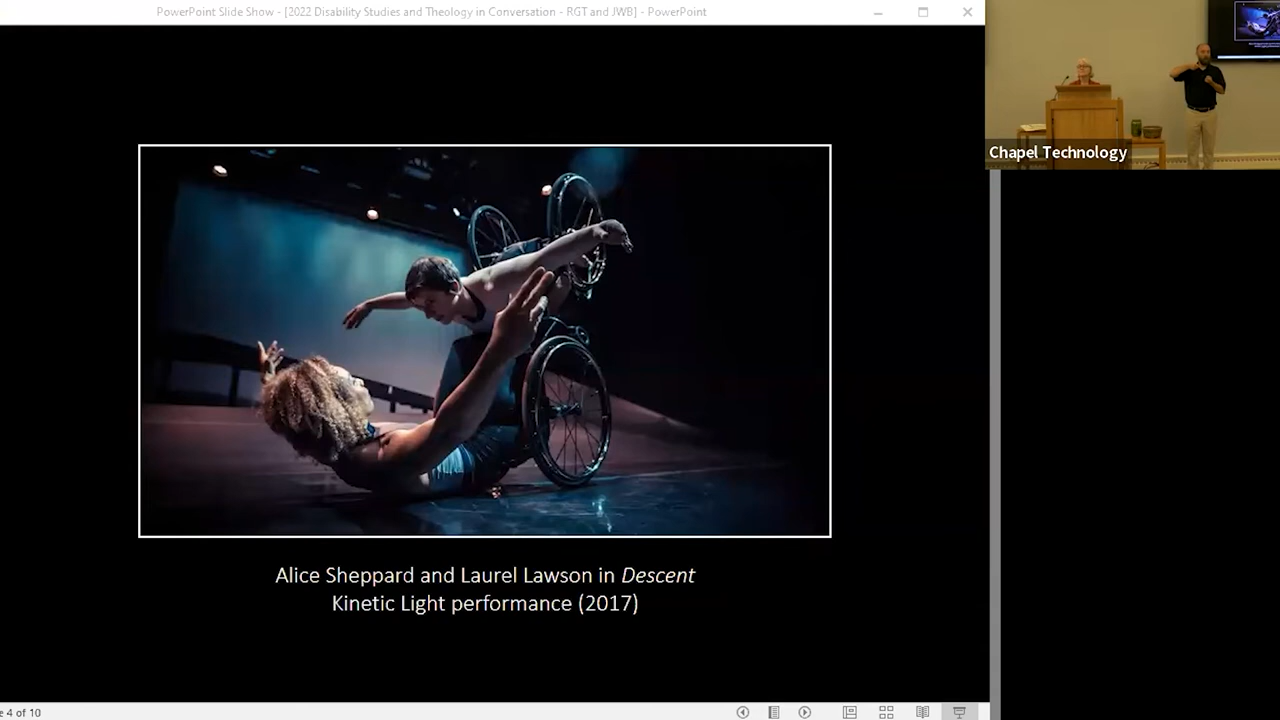 PowerPoint Slide Show - [2022 Disability Studies and Theology in Conversation - RGT and JWB] - PowerPoint
Chapel Technology
Alice Sheppard and Laurel Lawson in Descent
Kinetic Light performance (2017)
e 4 of 10